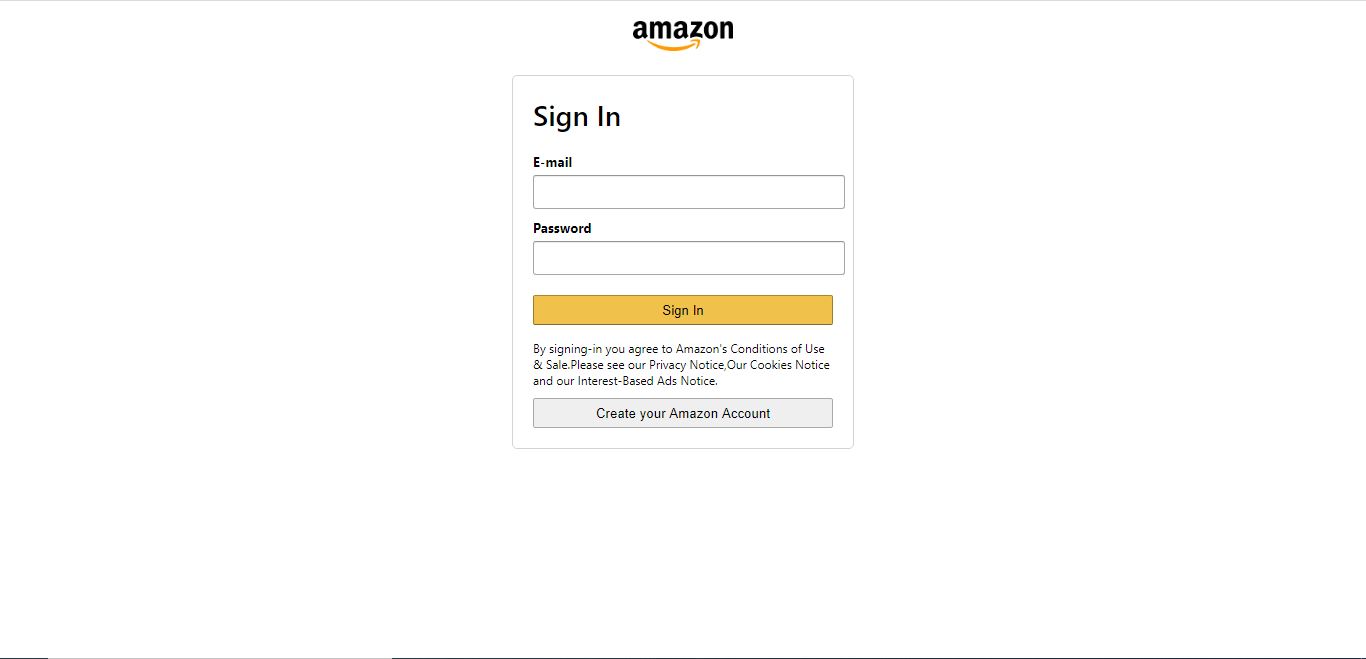 amazon
Sign In
E-mail
Password
Sign In
By signing-in you agree to Amazon's Conditions of Use
& Sale.Please see our Privacy Notice,Our Cookies Notice
and our Interest-Based Ads Notice.
Create your Amazon Account